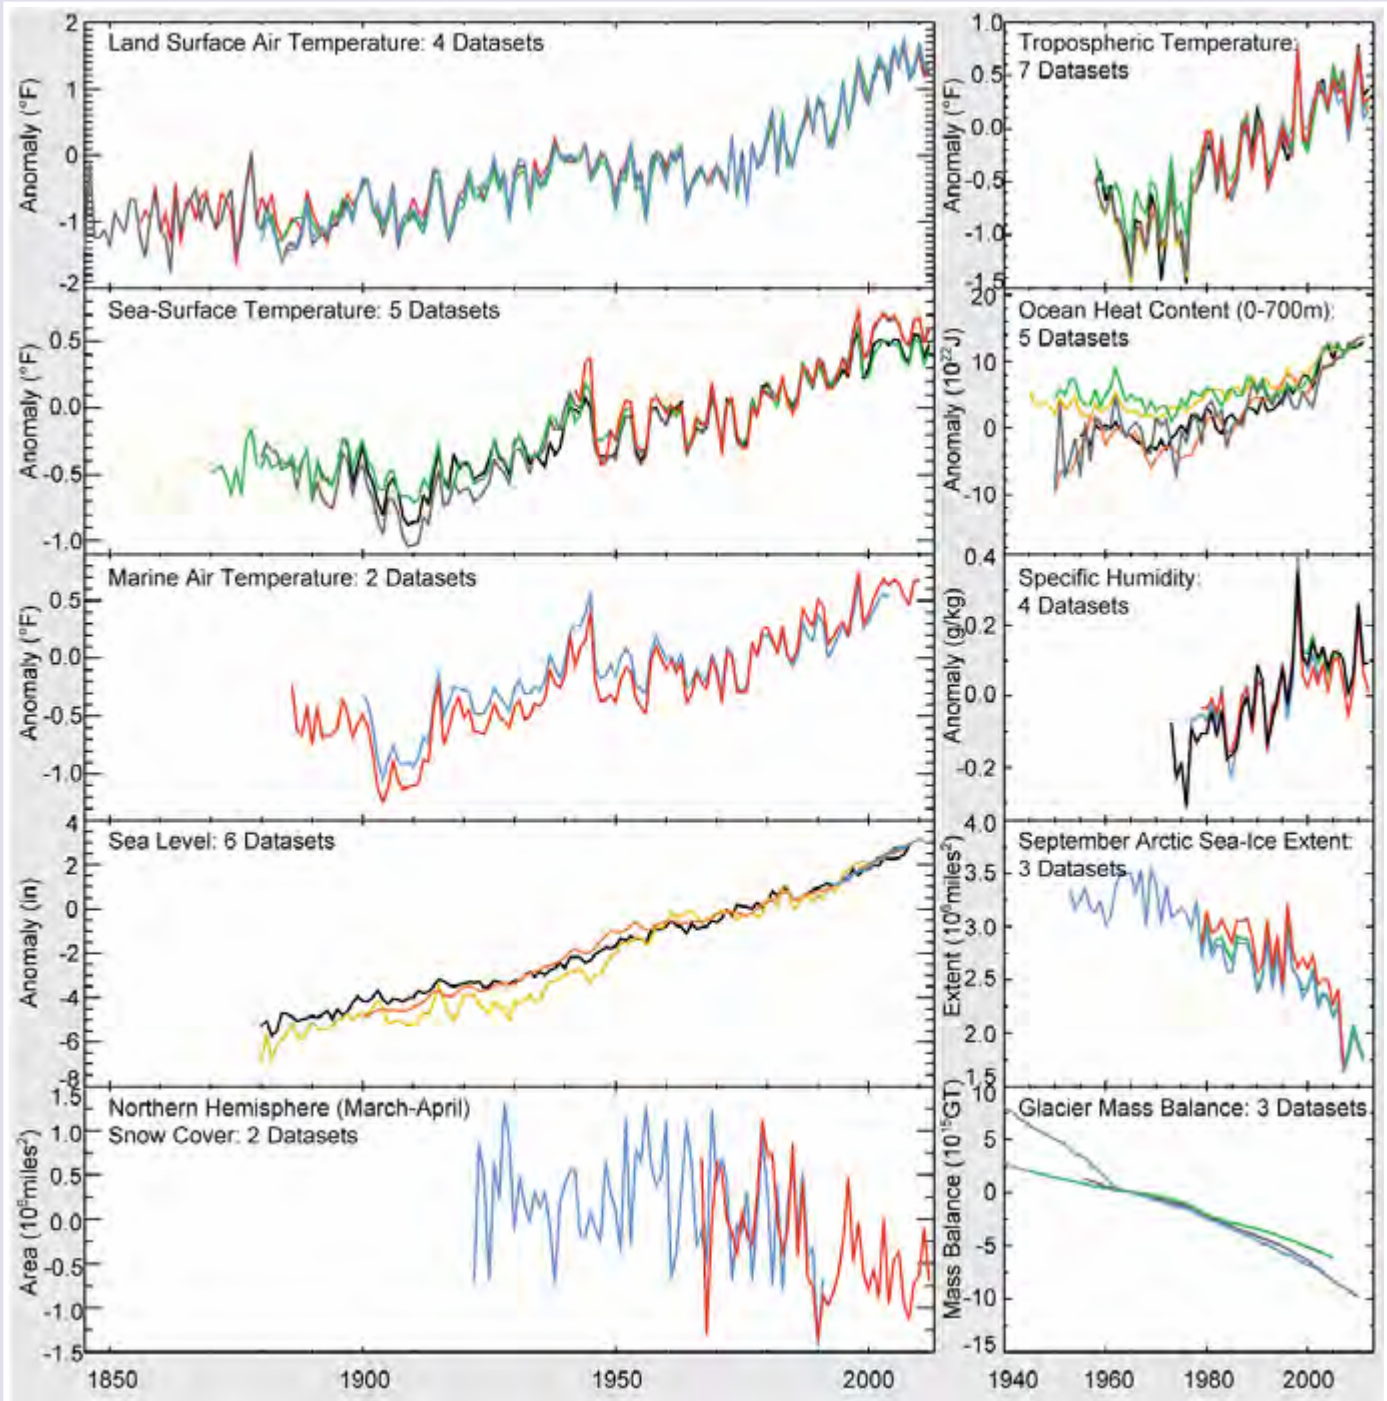 Land Surface Air Temperature: 4 Datasets
Anomaly (°F)
2
1
0
-1
-2
Sea-Surface Temperature: 5 Datasets
Anomaly (°F)
0.5
0.0
-0.5
-1.0
Marine Air Temperature: 2 Datasets
Anomaly (°F)
0.5
0.0
-0.5
-1.0
Sea Level: 6 Datasets
Anomaly (in)
4
2
0
-2
-4
-6
-8
Northern Hemisphere (March-April)
Snow Cover: 2 Datasets
Area (10⁶miles²)
1.5
1.0
0.5
0.0
-0.5
-1.0
-1.5
1850 1900 1950 2000
Tropospheric Temperature:
7 Datasets
Anomaly (°F)
1.0
0.5
0.0
-0.5
-1.0
-1.5
Ocean Heat Content (0-700m):
5 Datasets
Anomaly (10²²J)
20
10
0
-10
Specific Humidity:
4 Datasets
Anomaly (g/kg)
0.4
0.2
0.0
-0.2
September Arctic Sea-Ice Extent:
3 Datasets
Extent (10⁶miles²)
4.0
3.5
3.0
2.5
2.0
1.5
Glacier Mass Balance: 3 Datasets
Mass Balance (10¹⁵GT)
10
5
0
-5
-10
-15
1940 1960 1980 2000